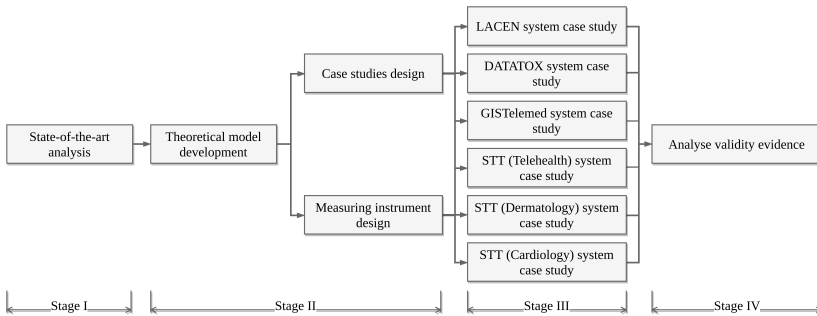 State-of-the-art
analysis
Theoretical model
development
Case studies design
Measuring instrument
design
LACEN system case study
DATATOX system case
study
GISTelemed system case
study
STT (Telehealth) system
case study
STT (Dermatology) system
case study
STT (Cardiology) system
case study
Analyse validity evidence
Stage I
Stage II
Stage III
Stage IV